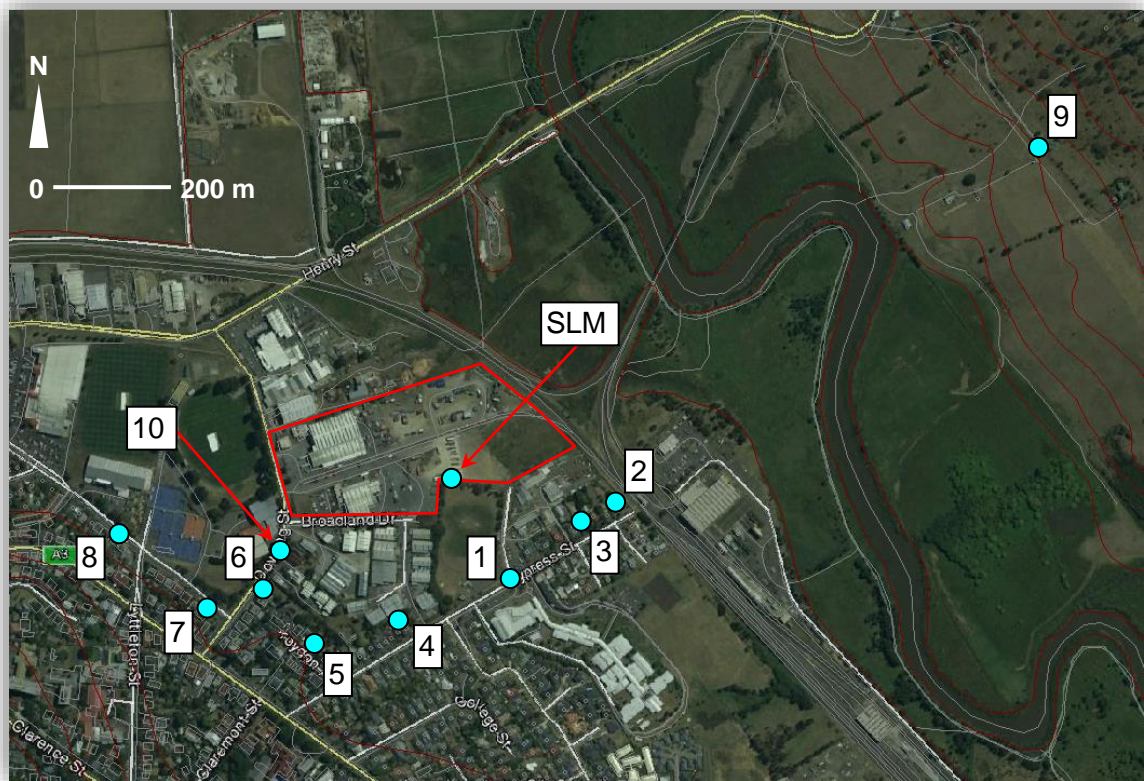 N
0 200 m
9
Henry St
SLM
10
2
Broadland Dr
3
8
A3
6
1
Cypress St
7
4
5
Lyttleton St
Claremont St
College St
Clarence St